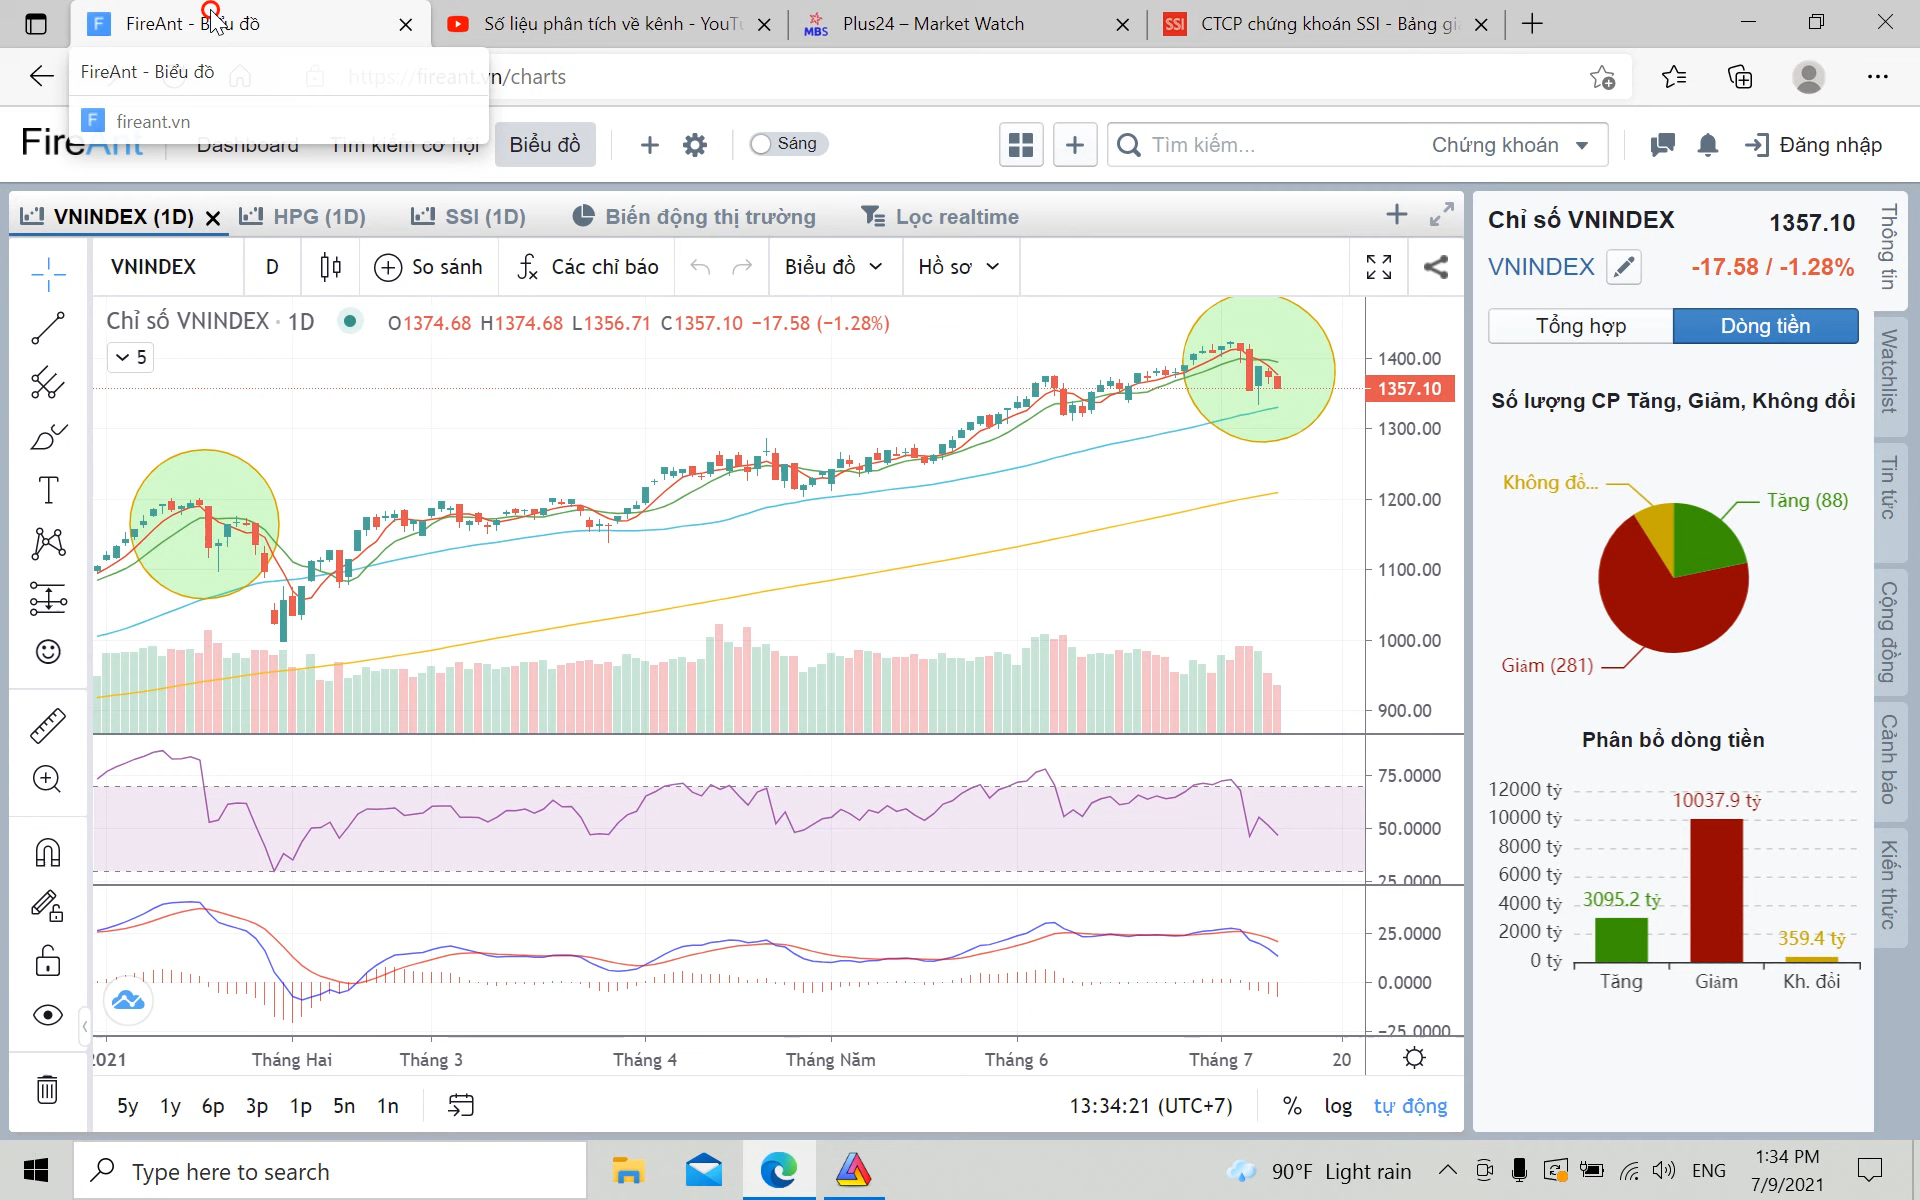 FireAnt - Biểu đồ
Số liệu phân tích về kênh - YouTu
MBS
Plus24 – Market Watch
SSI
CTCP chứng khoán SSI - Bảng gi
FireAnt - Biểu đồ
https://fireant.vn/charts
fireant.vn
FireAnt
Dashboard
Tìm kiếm cơ hội
Biểu đồ
Sáng
Tìm kiếm...
Chứng khoán
Đăng nhập
VNINDEX (1D)
HPG (1D)
SSI (1D)
Biến động thị trường
Lọc realtime
VNINDEX
D
So sánh
Các chỉ báo
Biểu đồ
Hồ sơ
Chỉ số VNINDEX · 1D
O1374.68 H1374.68 L1356.71 C1357.10 −17.58 (−1.28%)
5
1400.00
1357.10
1300.00
1200.00
1100.00
1000.00
900.00
75.0000
50.0000
25.0000
25.0000
0.0000
−25.0000
2021
Tháng Hai
Tháng 3
Tháng 4
Tháng Năm
Tháng 6
Tháng 7
20
5y 1y 6p 3p 1p 5n 1n
13:34:21 (UTC+7)
%
log
tự động
Chỉ số VNINDEX
1357.10
VNINDEX
-17.58 / -1.28%
Tổng hợp
Dòng tiền
Số lượng CP Tăng, Giảm, Không đổi
Không đổ...
Tăng (88)
Giảm (281)
Phân bổ dòng tiền
12000 tỷ
10000 tỷ
8000 tỷ
6000 tỷ
4000 tỷ
2000 tỷ
0 tỷ
3095.2 tỷ
10037.9 tỷ
359.4 tỷ
Tăng
Giảm
Kh. đổi
Thông tin
Watchlist
Tin tức
Cộng đồng
Cảnh báo
Kiến thức
Type here to search
90°F Light rain
ENG
1:34 PM
7/9/2021